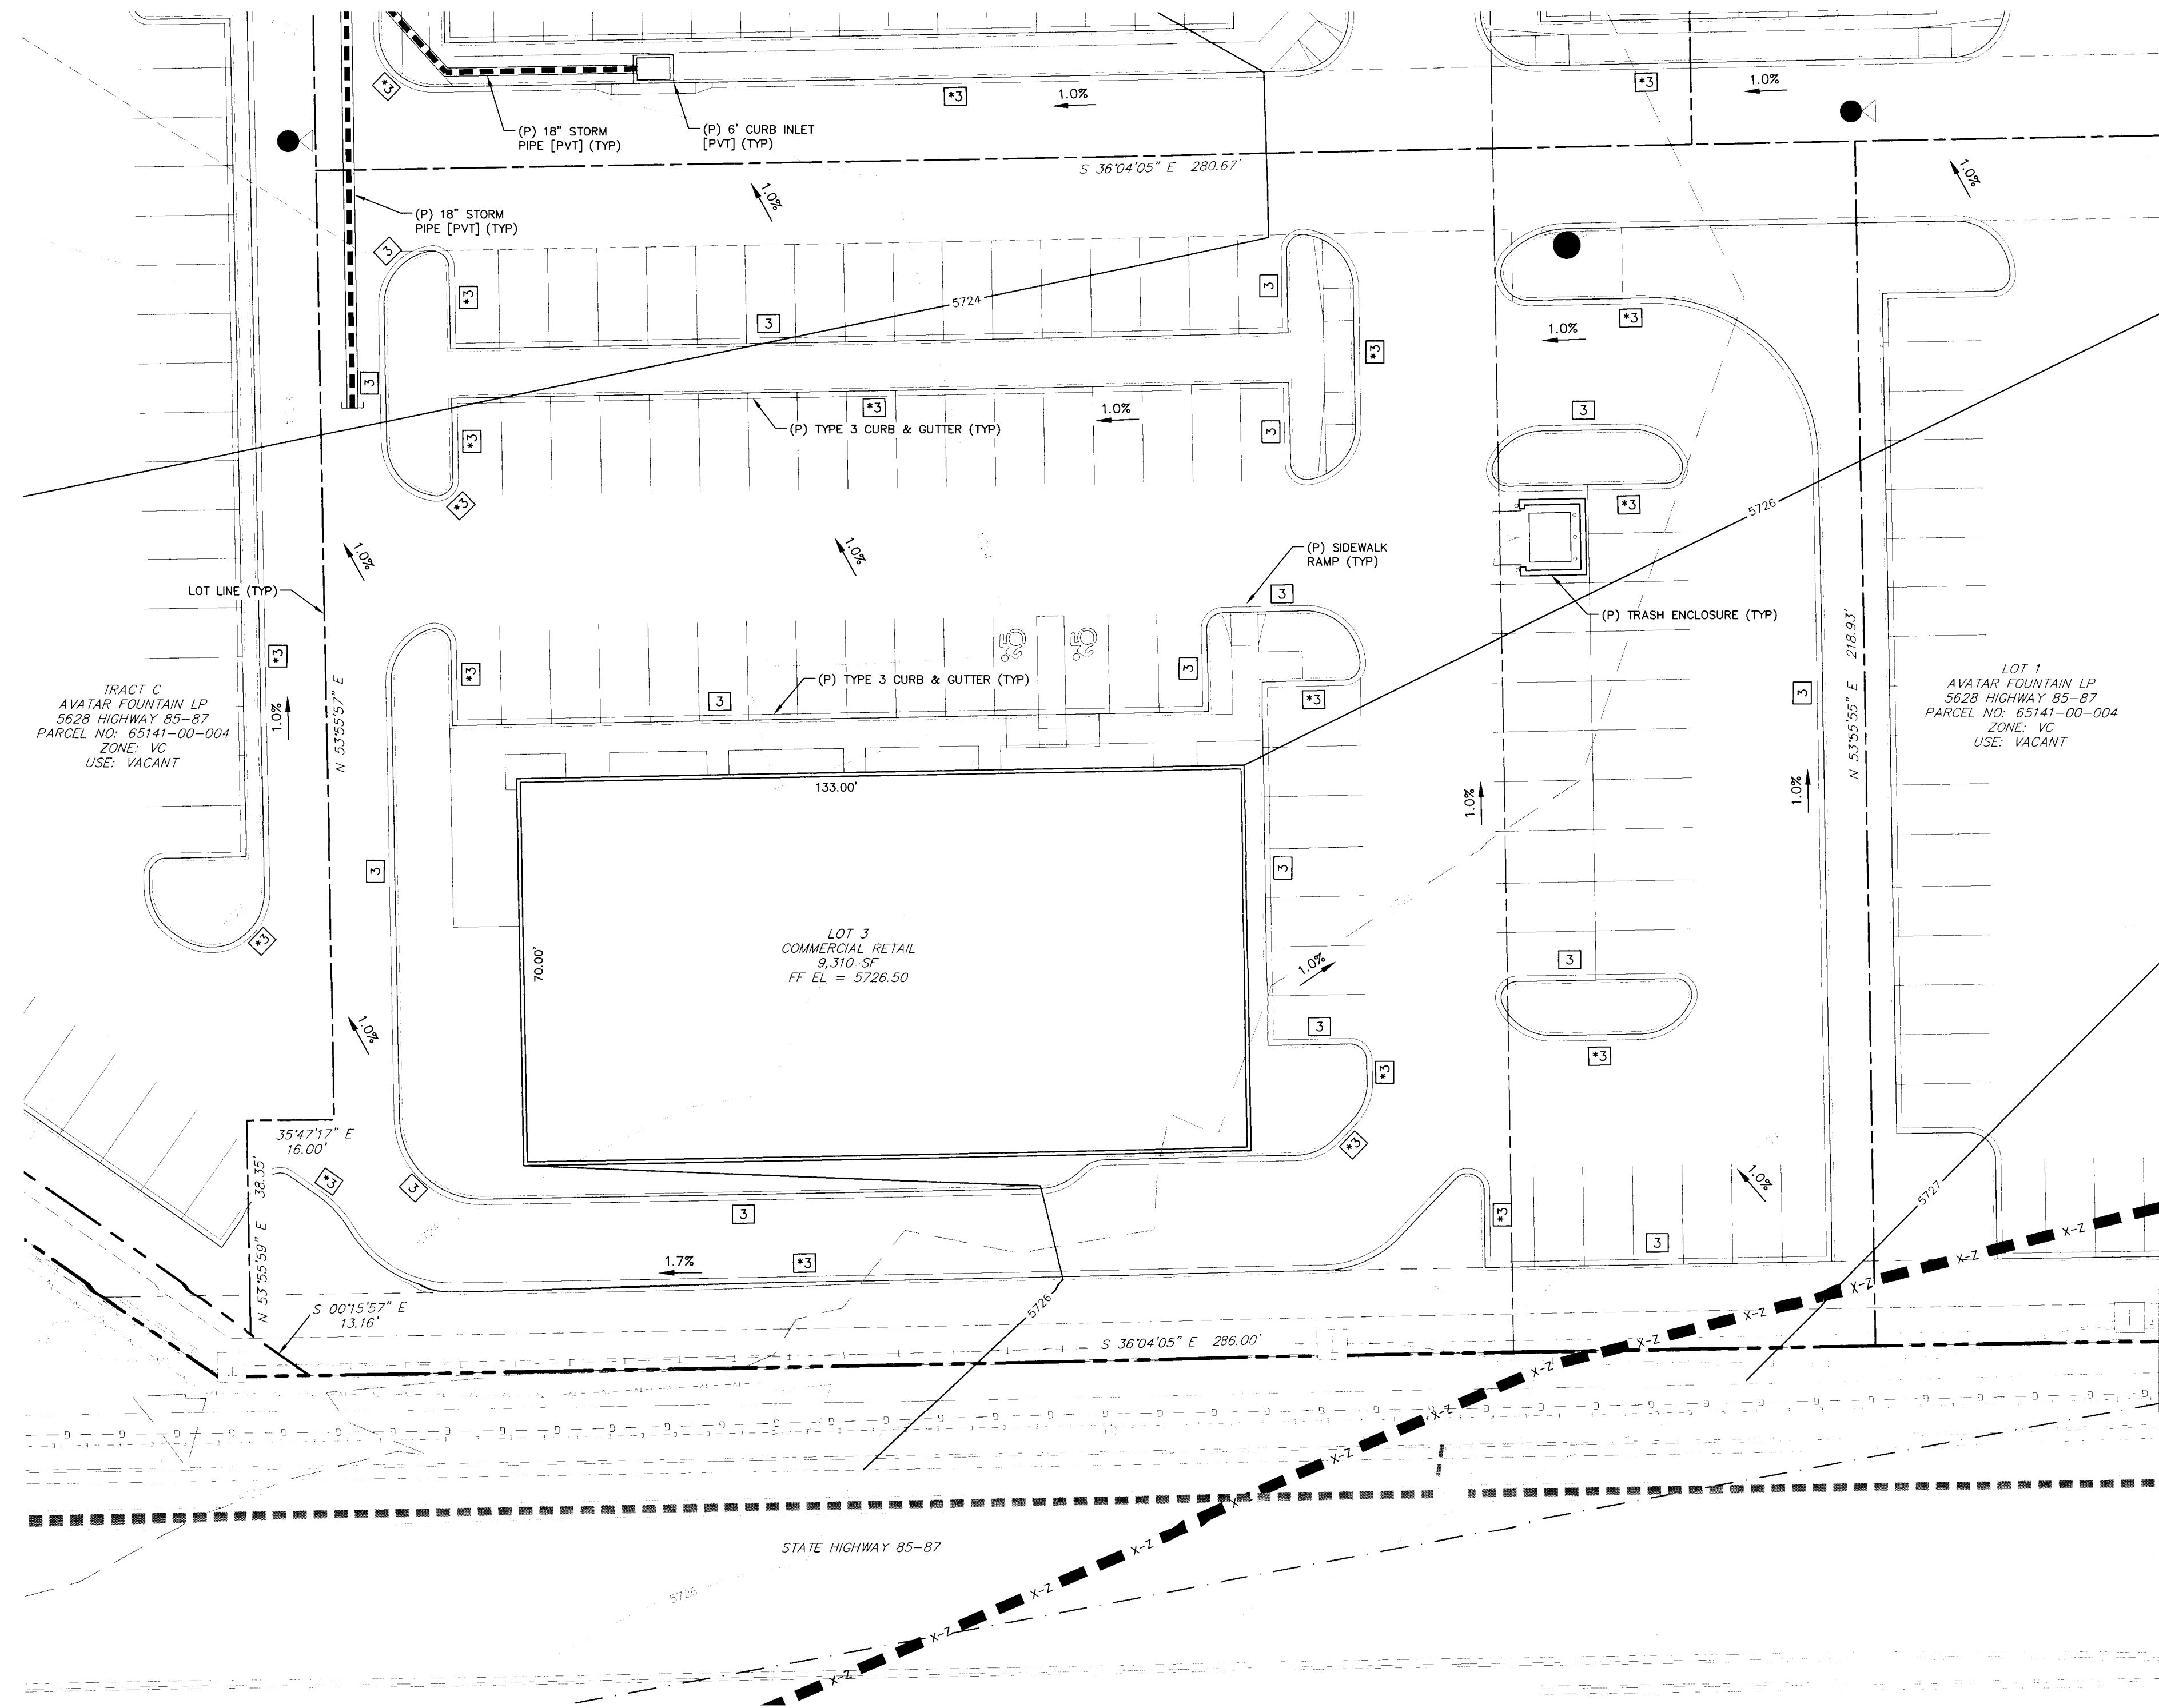 *3
*3
*3
1.0%
1.0%
(P) 18" STORM
PIPE [PVT] (TYP)
(P) 6' CURB INLET
[PVT] (TYP)
S 36°04'05" E 280.67'
1.0%
1.0%
(P) 18" STORM
PIPE [PVT] (TYP)
3
*3
3
5724
3
*3
1.0%
*3
3
*3
1.0%
(P) TYPE 3 CURB & GUTTER (TYP)
*3
3
3
*3
*3
5726
1.0%
1.0%
(P) SIDEWALK
RAMP (TYP)
LOT LINE (TYP)
3
(P) TRASH ENCLOSURE (TYP)
*3
*3
3
(P) TYPE 3 CURB & GUTTER (TYP)
3
*3
3
N 53°55'57" E
N 53°55'55" E 218.93'
TRACT C
AVATAR FOUNTAIN LP
5628 HIGHWAY 85-87
PARCEL NO: 65141-00-004
ZONE: VC
USE: VACANT
1.0%
LOT 1
AVATAR FOUNTAIN LP
5628 HIGHWAY 85-87
PARCEL NO: 65141-00-004
ZONE: VC
USE: VACANT
133.00'
1.0%
1.0%
3
3
*3
70.00'
LOT 3
COMMERCIAL RETAIL
9,310 SF
FF EL = 5726.50
1.0%
3
1.0%
3
*3
*3
*3
35°47'17" E
16.00'
*3
3
N 53°55'59" E 38.35'
3
1.0%
*3
3
5727
1.7%
*3
S 00°15'57" E
13.16'
5726
S 36°04'05" E 286.00'
X-Z
X-Z
X-Z
X-Z
X-Z
X-Z
X-Z
X
X-Z
X-Z
X-Z
X-Z
STATE HIGHWAY 85-87
5726